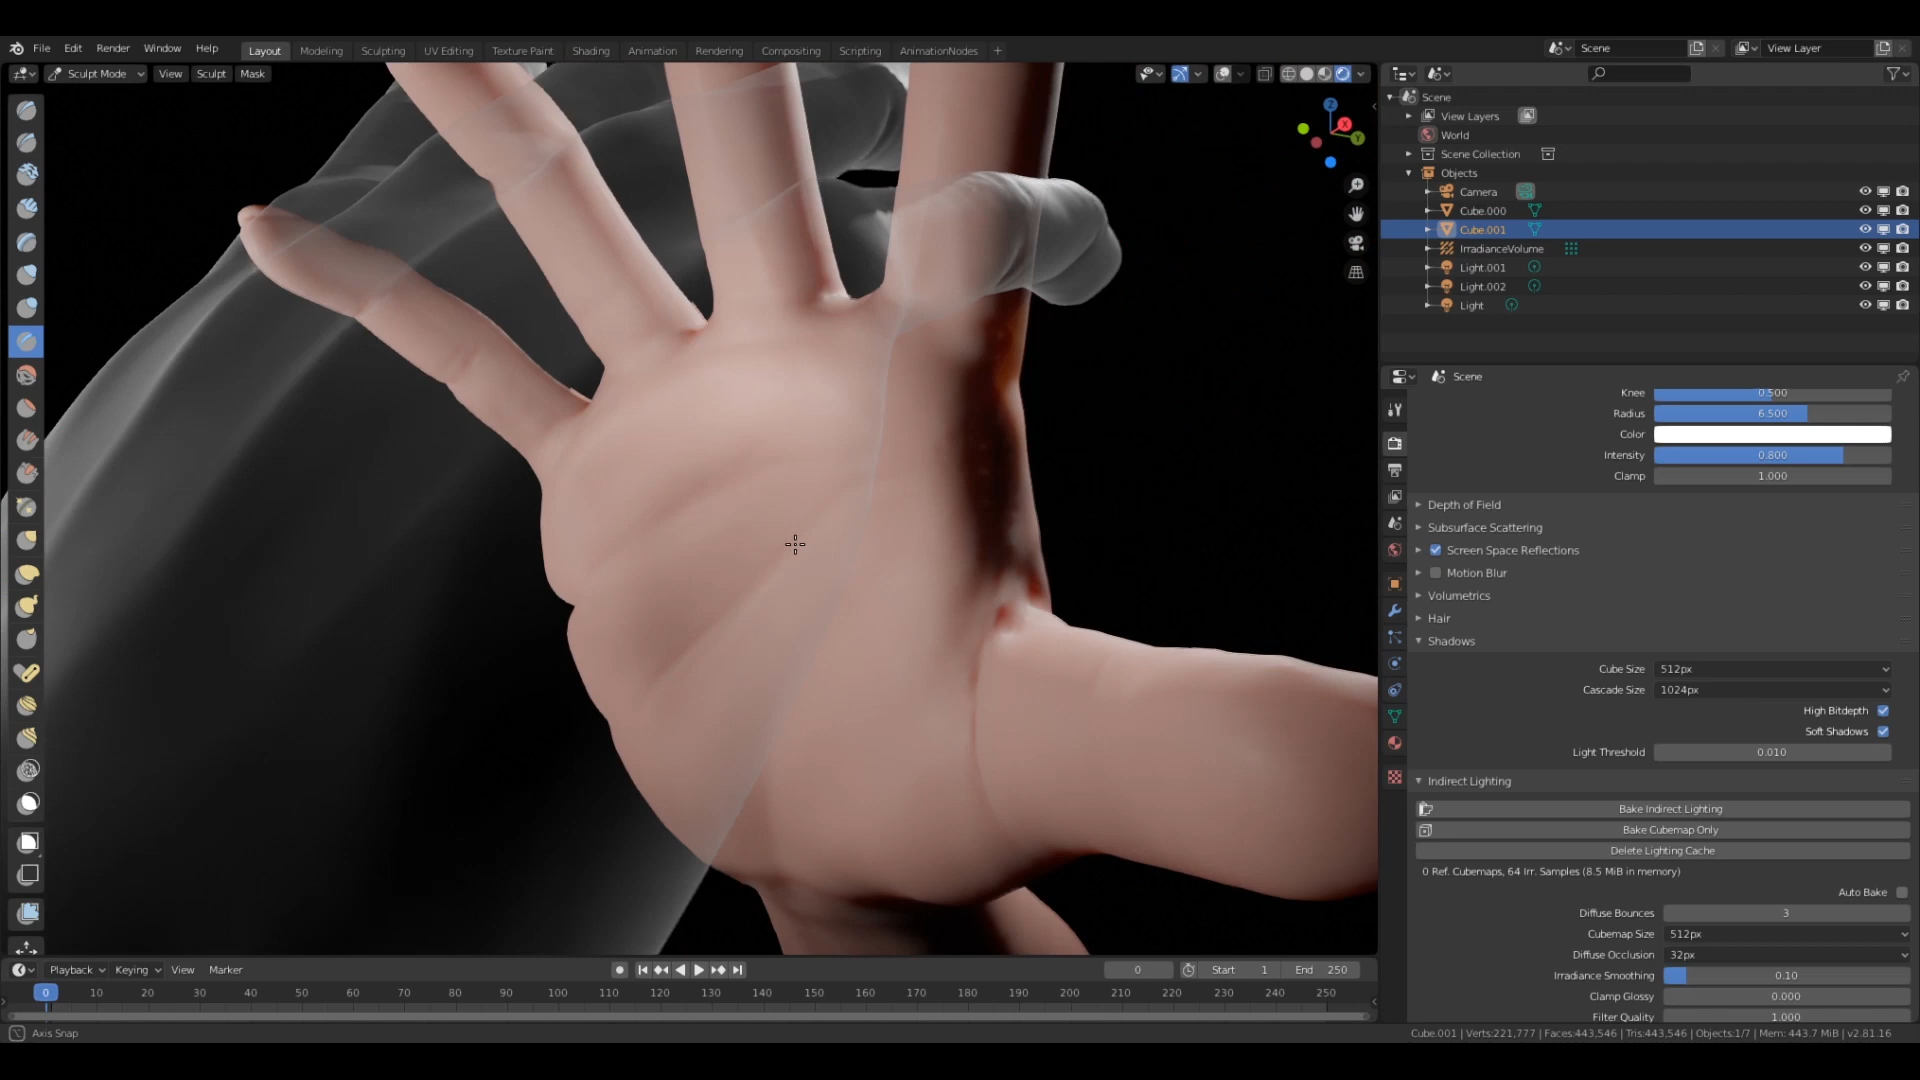 File Edit Render Window Help Layout Modeling Sculpting UV Editing Texture Paint Shading Animation Rendering Compositing Scripting AnimationNodes + Scene View Layer
Sculpt Mode View Sculpt Mask
Z X Y
Scene
View Layers
World
Scene Collection
Objects
Camera
Cube.000
Cube.001
IrradianceVolume
Light.001
Light.002
Light
Scene
Knee 0.500
Radius 6.500
Color
Intensity 0.800
Clamp 1.000
Depth of Field
Subsurface Scattering
Screen Space Reflections
Motion Blur
Volumetrics
Hair
Shadows
Cube Size 512px
Cascade Size 1024px
High Bitdepth
Soft Shadows
Light Threshold 0.010
Indirect Lighting
Bake Indirect Lighting
Bake Cubemap Only
Delete Lighting Cache
0 Ref. Cubemaps, 64 Irr. Samples (8.5 MiB in memory)
Auto Bake
Diffuse Bounces 3
Cubemap Size 512px
Diffuse Occlusion 32px
Irradiance Smoothing 0.10
Clamp Glossy 0.000
Filter Quality 1.000
Playback Keying View Marker 0 Start 1 End 250
0 10 20 30 40 50 60 70 80 90 100 110 120 130 140 150 160 170 180 190 200 210 220 230 240 250
Axis Snap
Cube.001 | Verts:221,777 | Faces:443,546 | Tris:443,546 | Objects:1/7 | Mem: 443.7 MiB | v2.81.16